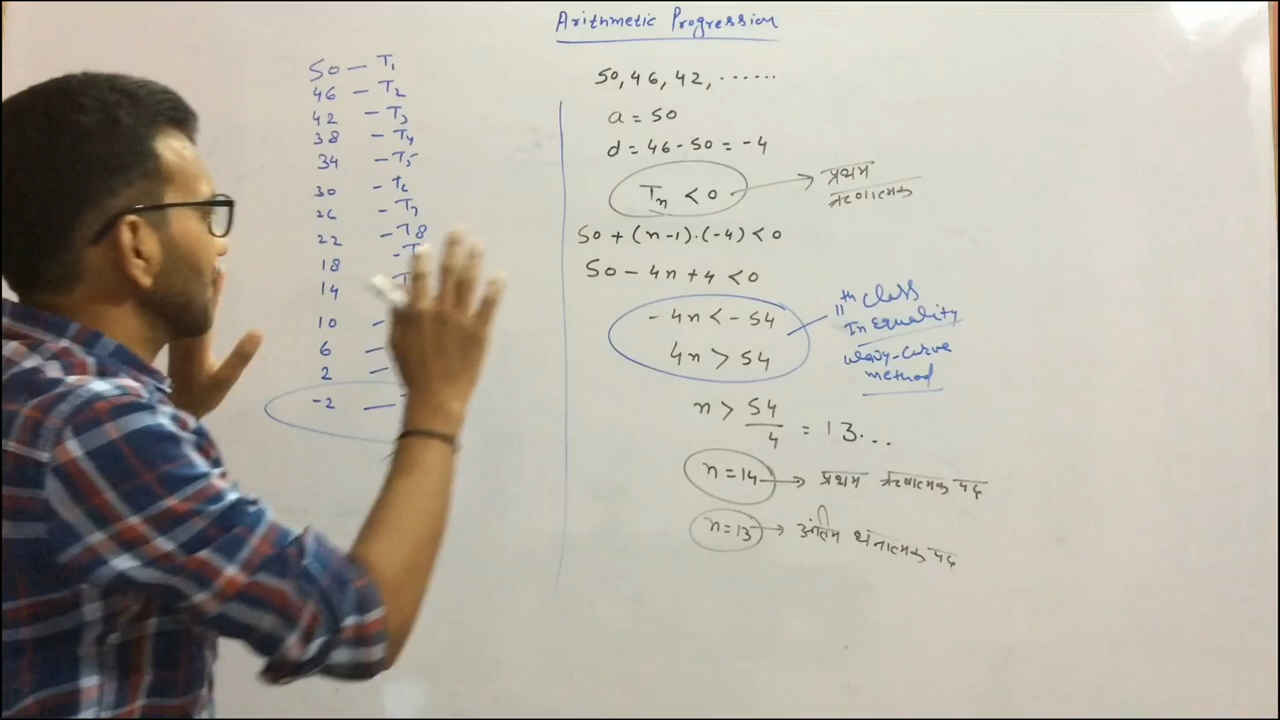 Arithmetic Progression
50 — T₁
46 — T₂
42 — T₃
38 — T₄
34 — T₅
30 — T₆
26 — T₇
22 — T₈
18 - T
14 T
10 -
6 —
2 —
-2 —
50, 46, 42, ......
a = 50
d = 46 - 50 = -4
Tₙ < 0 → प्रथम
ऋणात्मक
50 + (n-1).(-4) < 0
50 - 4n + 4 < 0
- 4n < - 54
4n > 54
11th Class
Inequality
wavy-curve
method
n > 54/4 = 13...
n = 14 → प्रथम ऋणात्मक पद
n = 13 → अंतिम धनात्मक पद